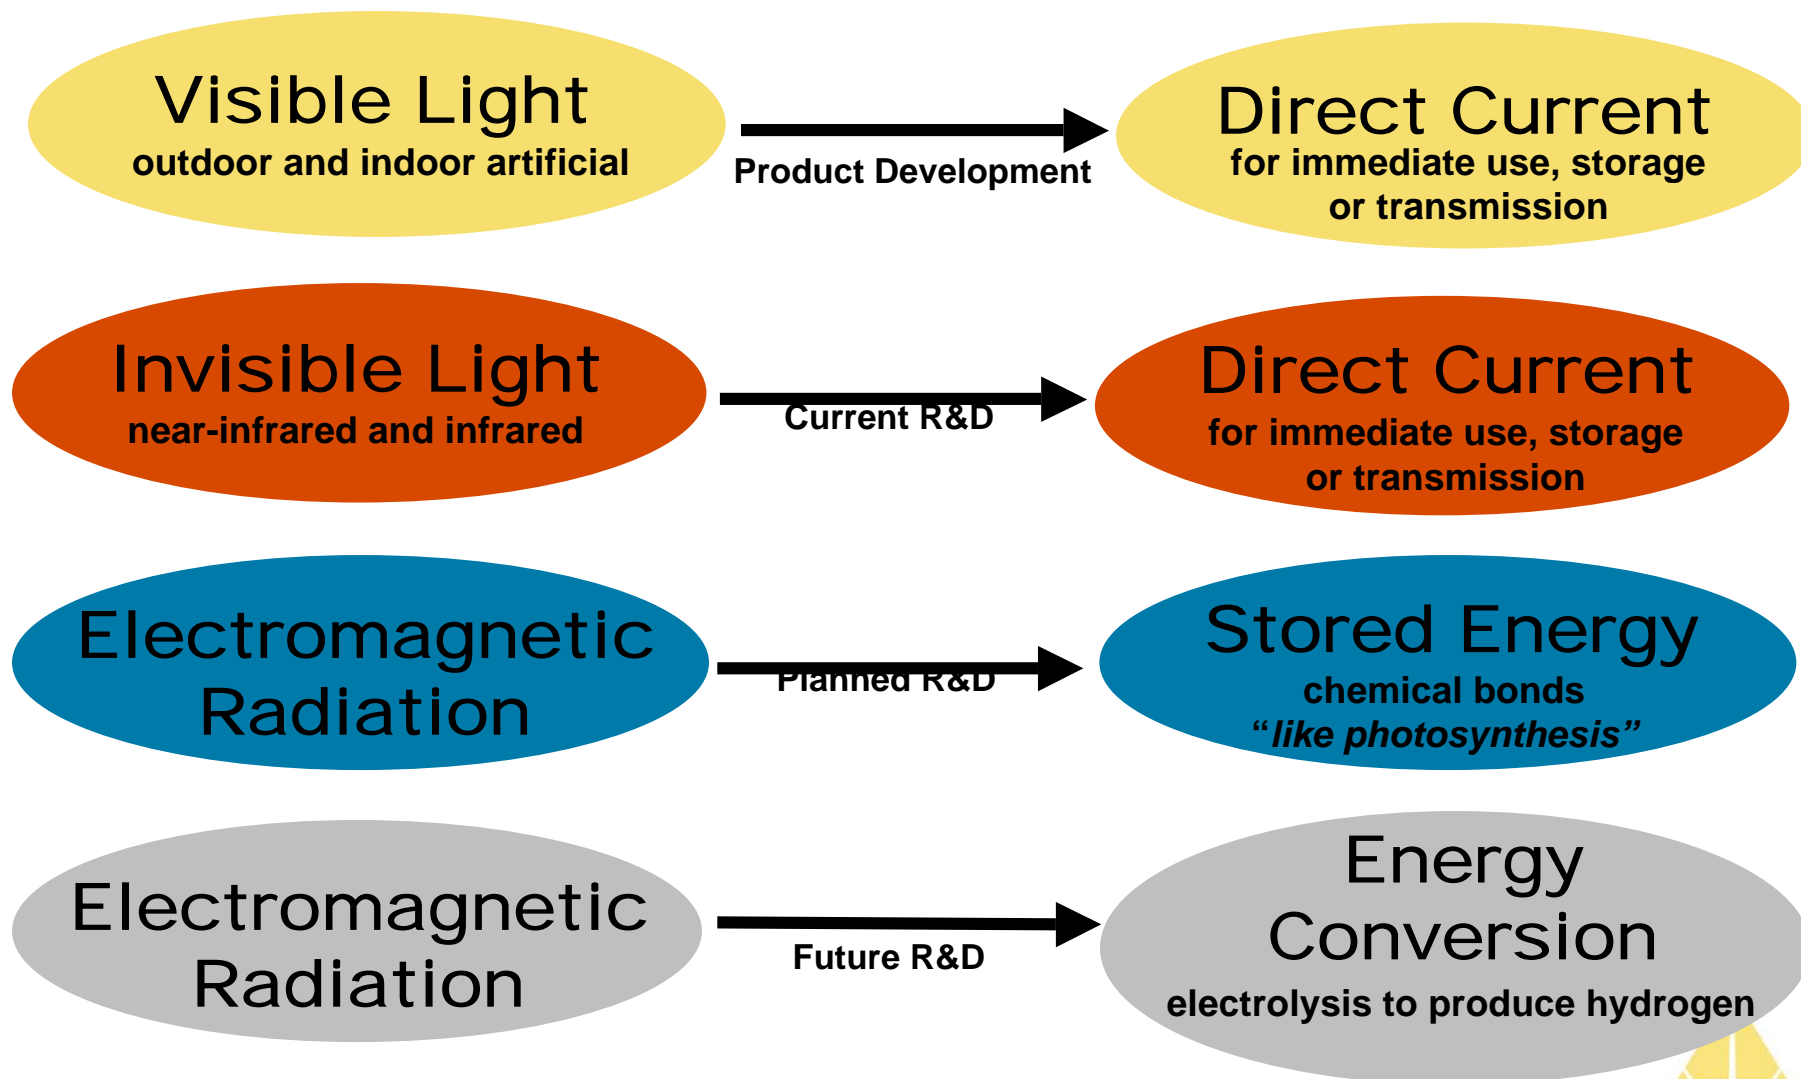 Visible Light
outdoor and indoor artificial
Product Development
Direct Current
for immediate use, storage
or transmission
Invisible Light
near-infrared and infrared
Current R&D
Direct Current
for immediate use, storage
or transmission
Electromagnetic
Radiation
Planned R&D
Stored Energy
chemical bonds
“like photosynthesis”
Electromagnetic
Radiation
Future R&D
Energy
Conversion
electrolysis to produce hydrogen